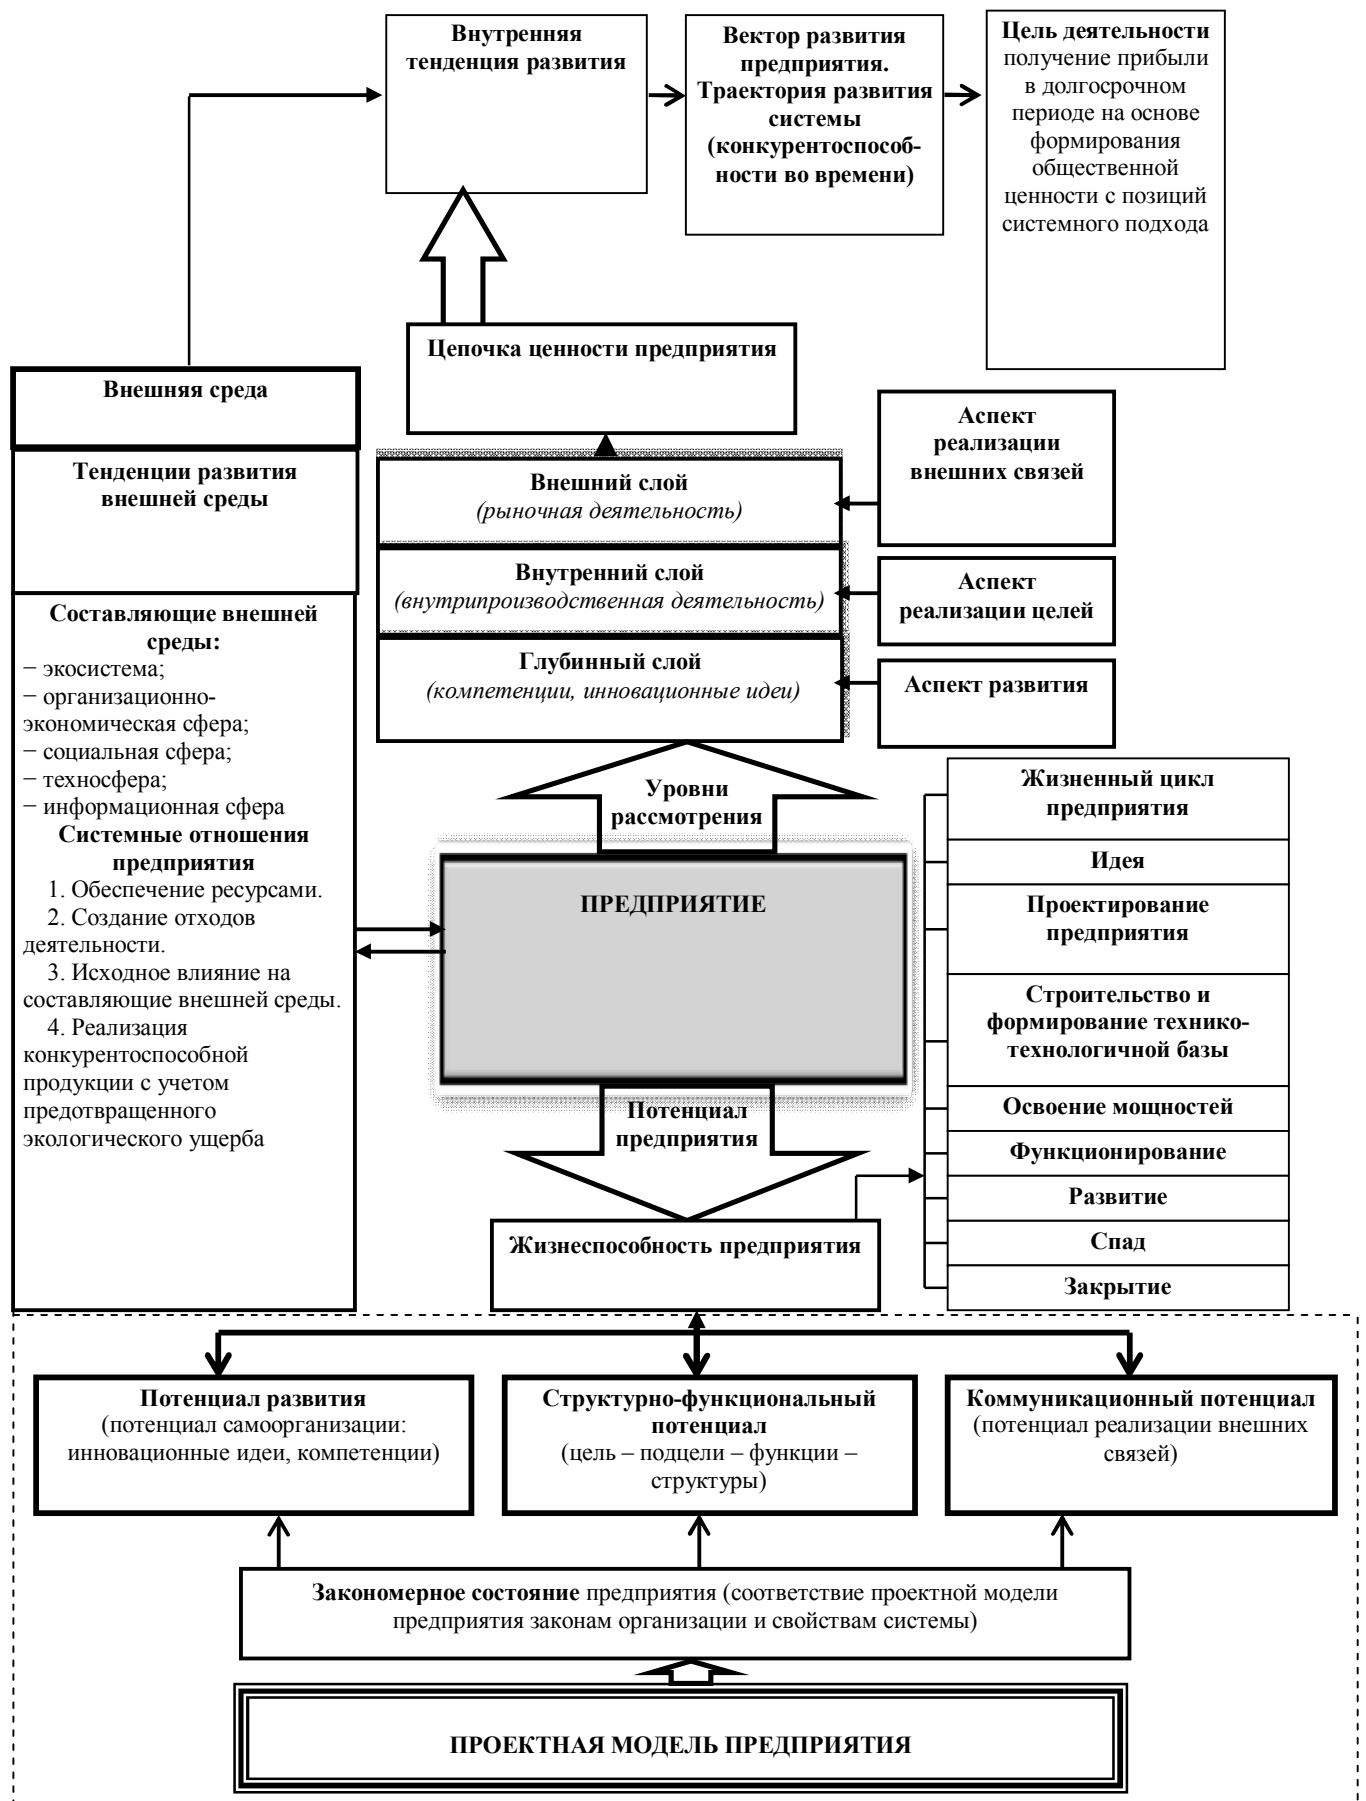 Внутренняя
тенденция развития
Вектор развития
предприятия.
Траектория развития
системы
(конкурентоспособ-
ности во времени)
Цель деятельности
получение прибыли
в долгосрочном
периоде на основе
формирования
общественной
ценности с позиций
системного подхода
Цепочка ценности предприятия
Внешняя среда
Тенденции развития
внешней среды
Составляющие внешней
среды:
− экосистема;
− организационно-
экономическая сфера;
− социальная сфера;
− техносфера;
− информационная сфера
Системные отношения
предприятия
1. Обеспечение ресурсами.
2. Создание отходов
деятельности.
3. Исходное влияние на
составляющие внешней среды.
4. Реализация
конкурентоспособной
продукции с учетом
предотвращенного
экологического ущерба
Внешний слой
(рыночная деятельность)
Внутренний слой
(внутрипроизводственная деятельность)
Глубинный слой
(компетенции, инновационные идеи)
Аспект
реализации
внешних связей
Аспект
реализации целей
Аспект развития
Уровни
рассмотрения
ПРЕДПРИЯТИЕ
Потенциал
предприятия
Жизнеспособность предприятия
Жизненный цикл
предприятия
Идея
Проектирование
предприятия
Строительство и
формирование технико-
технологичной базы
Освоение мощностей
Функционирование
Развитие
Спад
Закрытие
Потенциал развития
(потенциал самоорганизации:
инновационные идеи, компетенции)
Структурно-функциональный
потенциал
(цель – подцели – функции –
структуры)
Коммуникационный потенциал
(потенциал реализации внешних
связей)
Закономерное состояние предприятия (соответствие проектной модели
предприятия законам организации и свойствам системы)
ПРОЕКТНАЯ МОДЕЛЬ ПРЕДПРИЯТИЯ